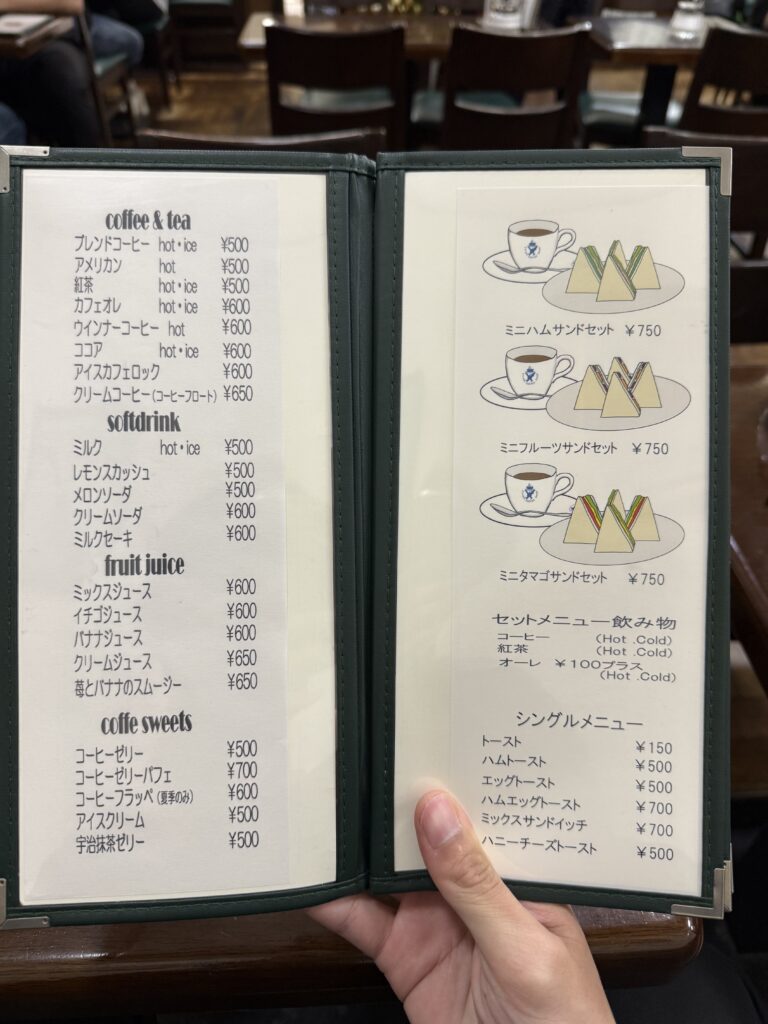 coffee & tea
ブレンドコーヒー hot・ice ¥500
アメリカン hot ¥500
紅茶 hot・ice ¥500
カフェオレ hot・ice ¥600
ウインナーコーヒー hot ¥600
ココア hot・ice ¥600
アイスカフェロック ¥600
クリームコーヒー(コーヒーフロート) ¥650
softdrink
ミルク hot・ice ¥500
レモンスカッシュ ¥500
メロンソーダ ¥500
クリームソーダ ¥600
ミルクセーキ ¥600
fruit juice
ミックスジュース ¥600
イチゴジュース ¥600
バナナジュース ¥600
クリームジュース ¥650
苺とバナナのスムージー ¥650
coffe sweets
コーヒーゼリー ¥500
コーヒーゼリーパフェ ¥700
コーヒーフラッペ(夏季のみ) ¥600
アイスクリーム ¥500
宇治抹茶ゼリー ¥500
ミニハムサンドセット ¥750
ミニフルーツサンドセット ¥750
ミニタマゴサンドセット ¥750
セットメニュー飲み物
コーヒー (Hot .Cold)
紅茶 (Hot .Cold)
オーレ ¥100プラス
(Hot .Cold)
シングルメニュー
トースト ¥150
ハムトースト ¥500
エッグトースト ¥500
ハムエッグトースト ¥700
ミックスサンドイッチ ¥700
ハニーチーズトースト ¥500